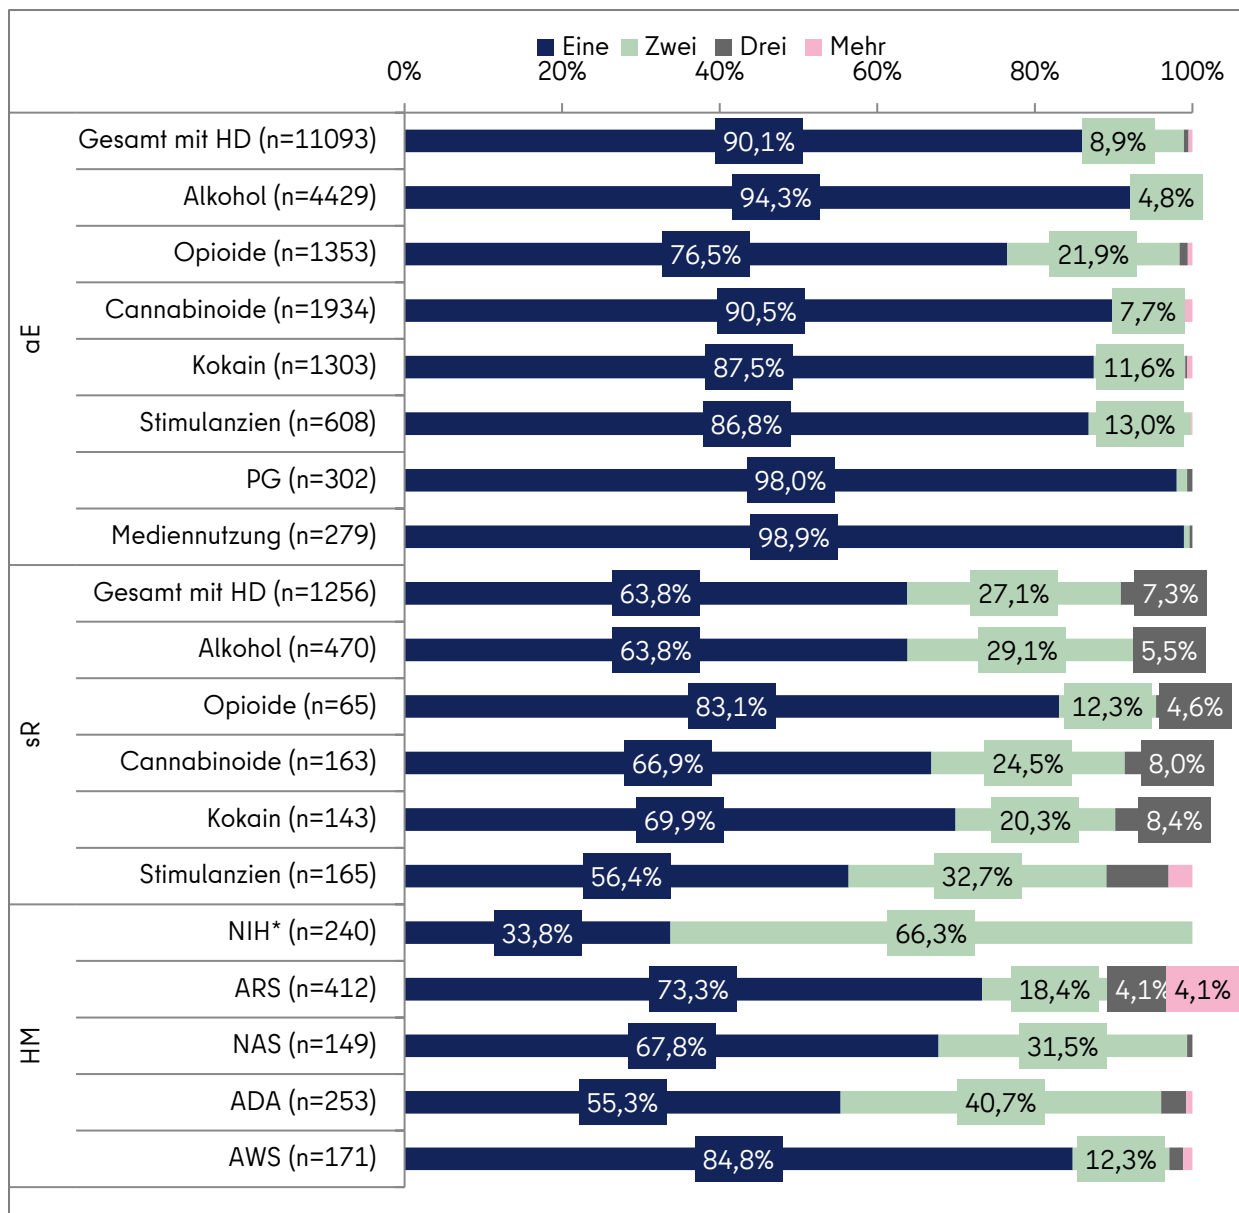 Eine Zwei Drei Mehr
0% 20% 40% 60% 80% 100%
aE
Gesamt mit HD (n=11093) 90,1% 8,9%
Alkohol (n=4429) 94,3% 4,8%
Opioide (n=1353) 76,5% 21,9%
Cannabinoide (n=1934) 90,5% 7,7%
Kokain (n=1303) 87,5% 11,6%
Stimulanzien (n=608) 86,8% 13,0%
PG (n=302) 98,0%
Mediennutzung (n=279) 98,9%
sR
Gesamt mit HD (n=1256) 63,8% 27,1% 7,3%
Alkohol (n=470) 63,8% 29,1% 5,5%
Opioide (n=65) 83,1% 12,3% 4,6%
Cannabinoide (n=163) 66,9% 24,5% 8,0%
Kokain (n=143) 69,9% 20,3% 8,4%
Stimulanzien (n=165) 56,4% 32,7%
HM
NIH* (n=240) 33,8% 66,3%
ARS (n=412) 73,3% 18,4% 4,1% 4,1%
NAS (n=149) 67,8% 31,5%
ADA (n=253) 55,3% 40,7%
AWS (n=171) 84,8% 12,3%